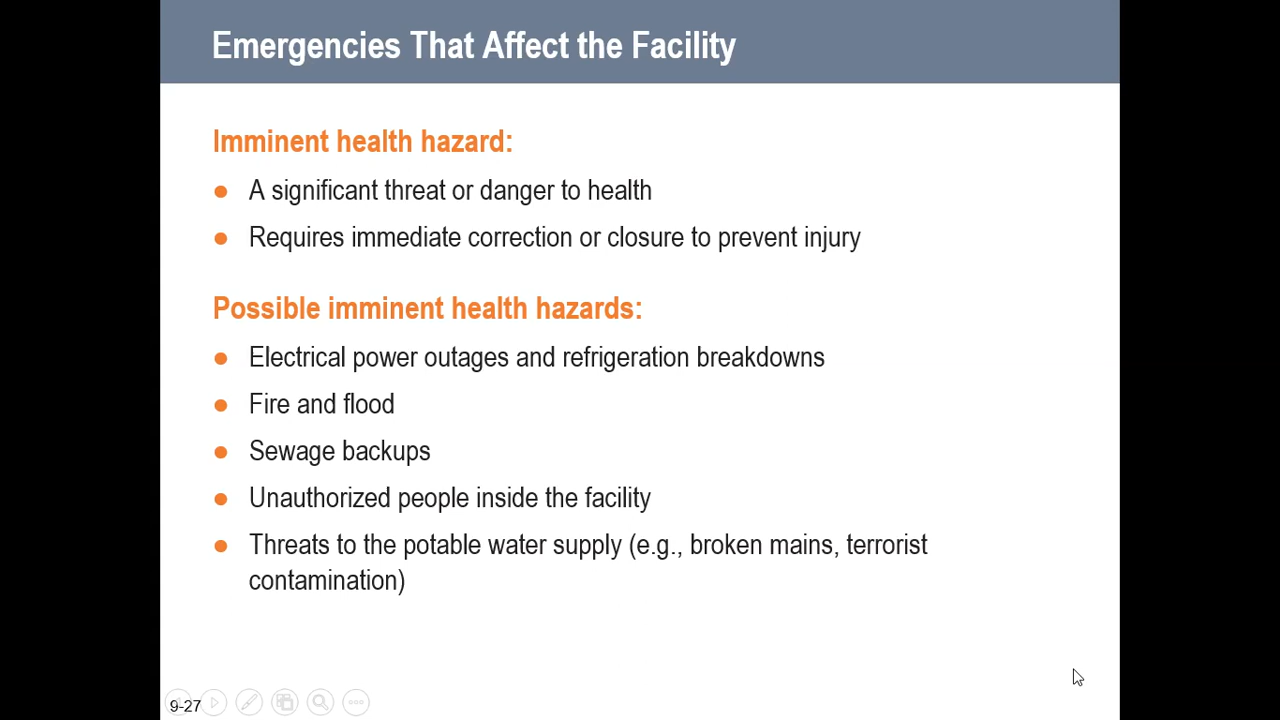 Emergencies That Affect the Facility
Imminent health hazard:
● A significant threat or danger to health
● Requires immediate correction or closure to prevent injury
Possible imminent health hazards:
● Electrical power outages and refrigeration breakdowns
● Fire and flood
● Sewage backups
● Unauthorized people inside the facility
● Threats to the potable water supply (e.g., broken mains, terrorist
contamination)
9-27